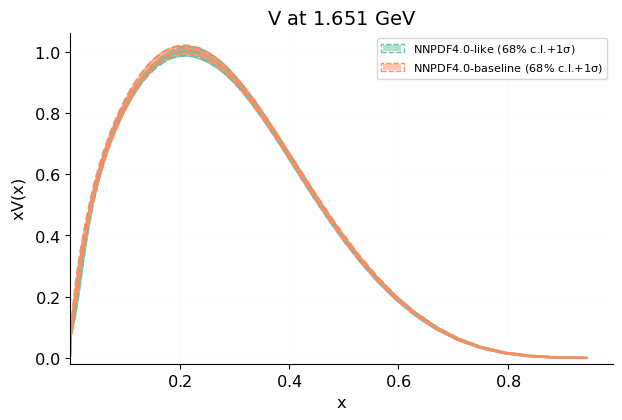 V at 1.651 GeV
NNPDF4.0-like (68% c.l.+1σ)
NNPDF4.0-baseline (68% c.l.+1σ)
xV(x)
1.0
0.8
0.6
0.4
0.2
0.0
0.2 0.4 0.6 0.8
x